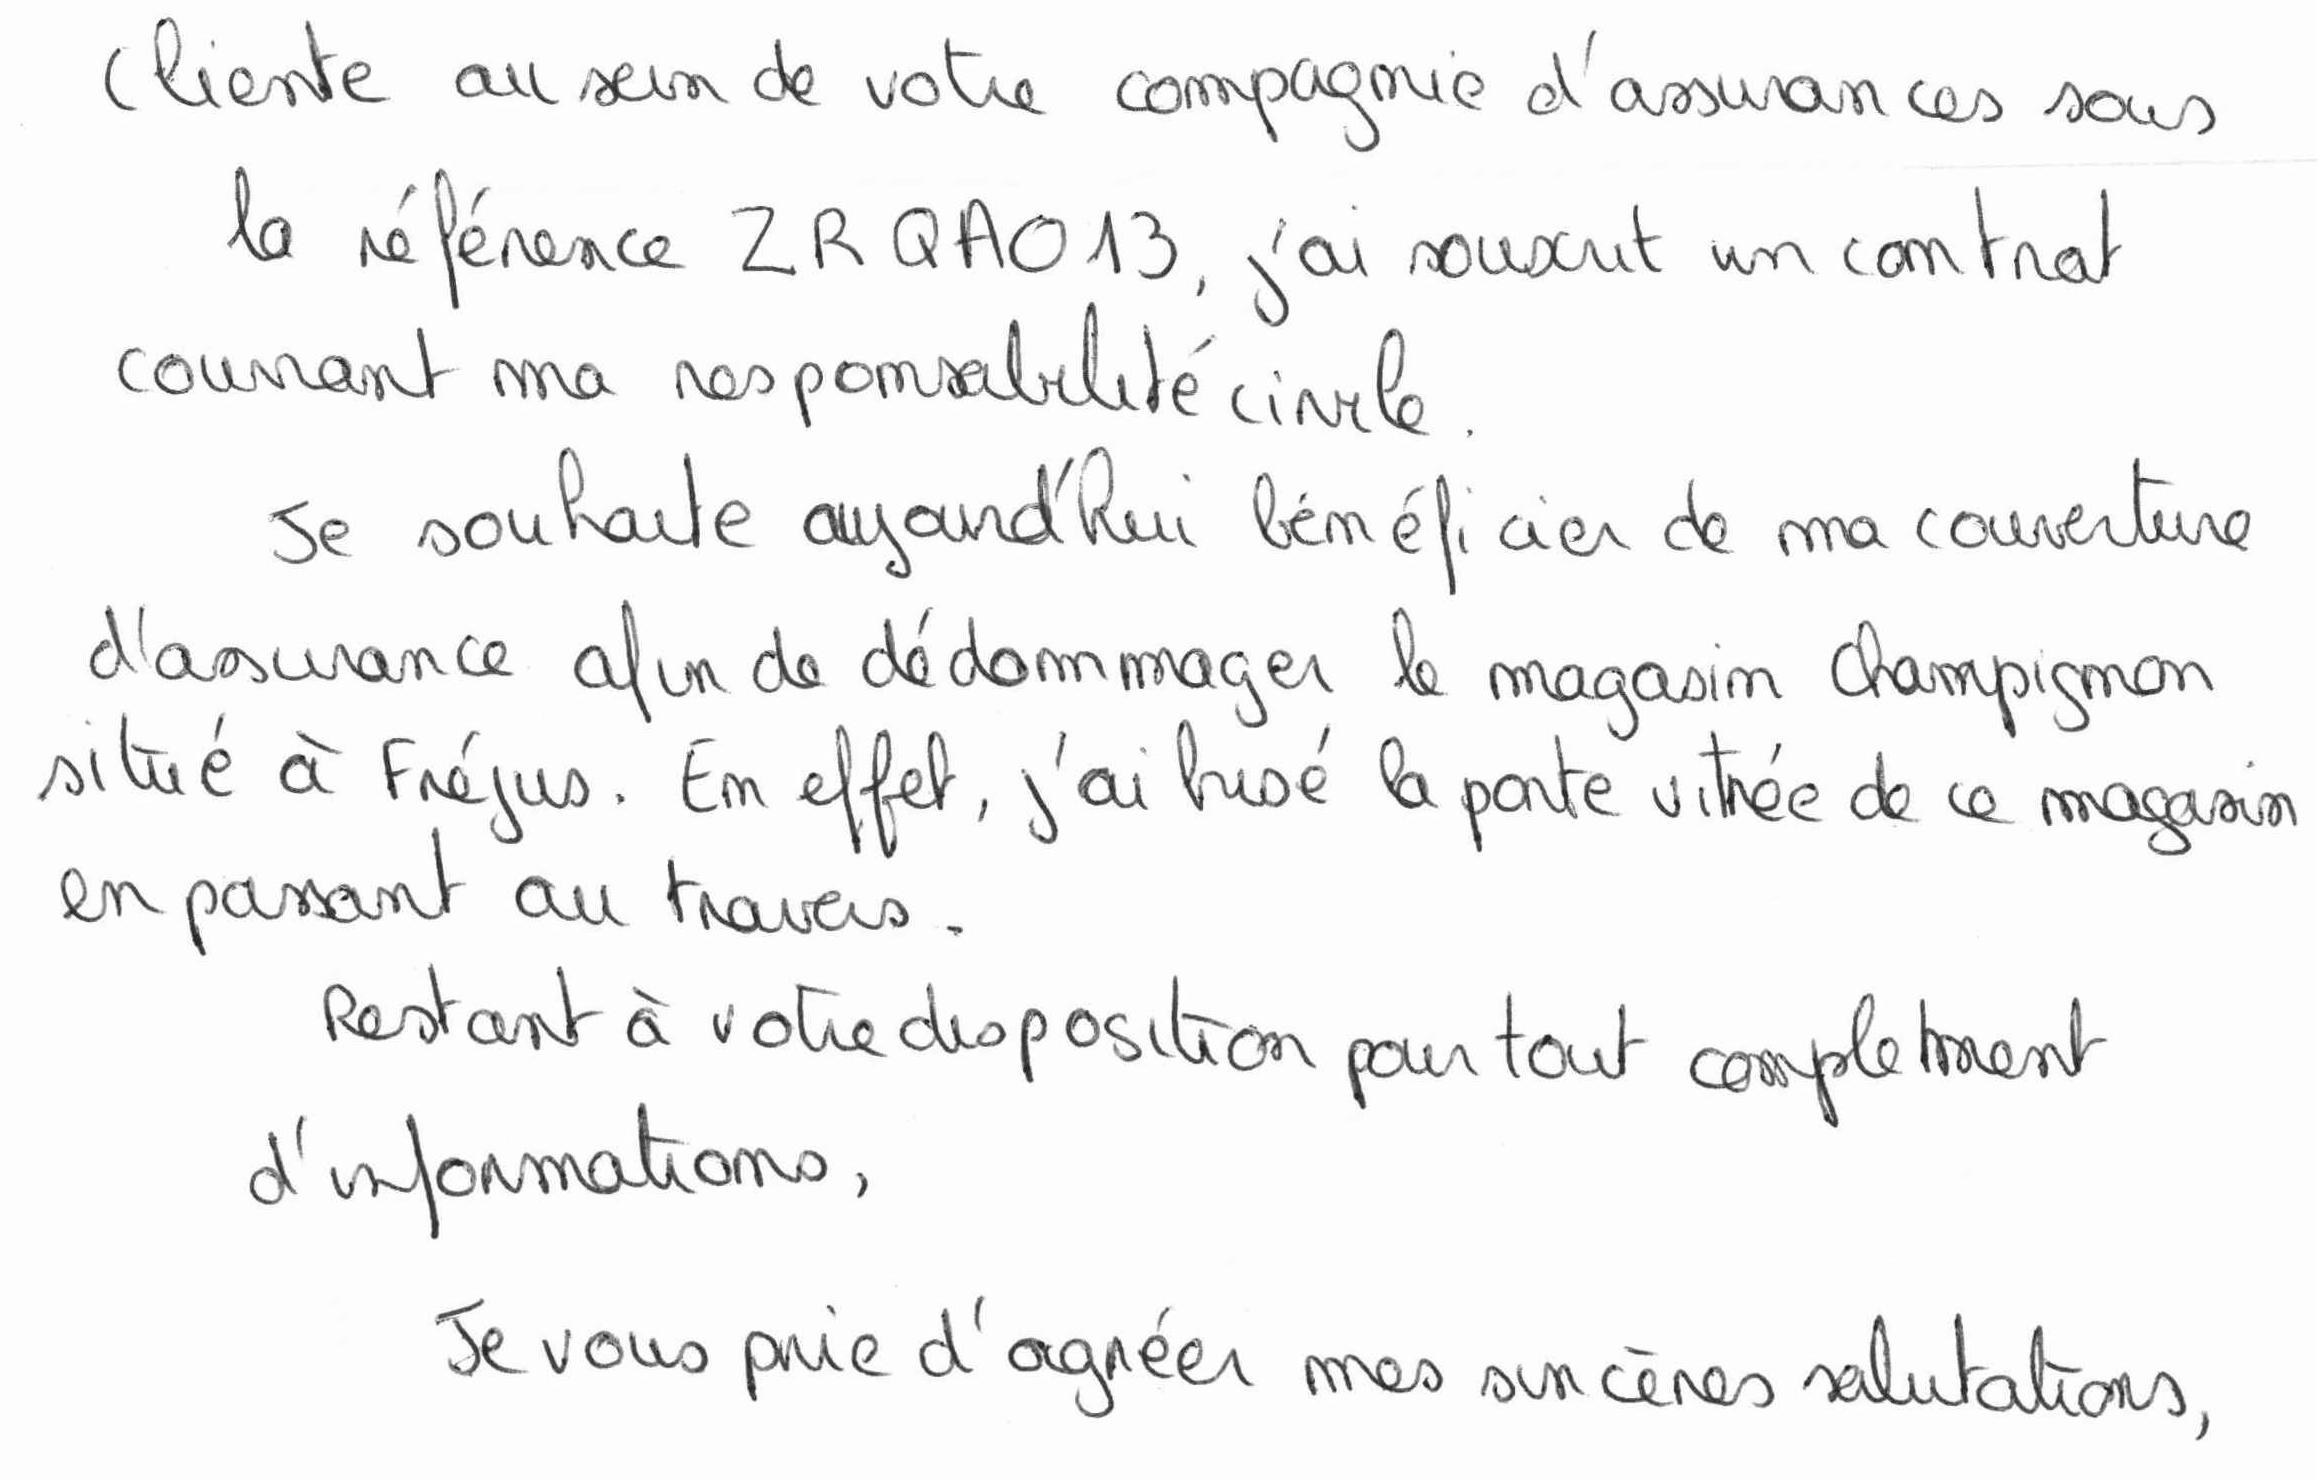 Cliente au sein de votre compagnie d'assurances sous
la référence ZRQAO13, j'ai souscrit un contrat
couvrant ma responsabilité civile.
Je souhaite aujourd'hui bénéficier de ma couverture
d'assurance afin de dédommager le magasin Champignon
situé à Fréjus. En effet, j'ai brisé la porte vitrée de ce magasin
en passant au travers.
Restant à votre disposition pour tout completment
d'informations,
Je vous prie d'agréer mes sincères salutations,